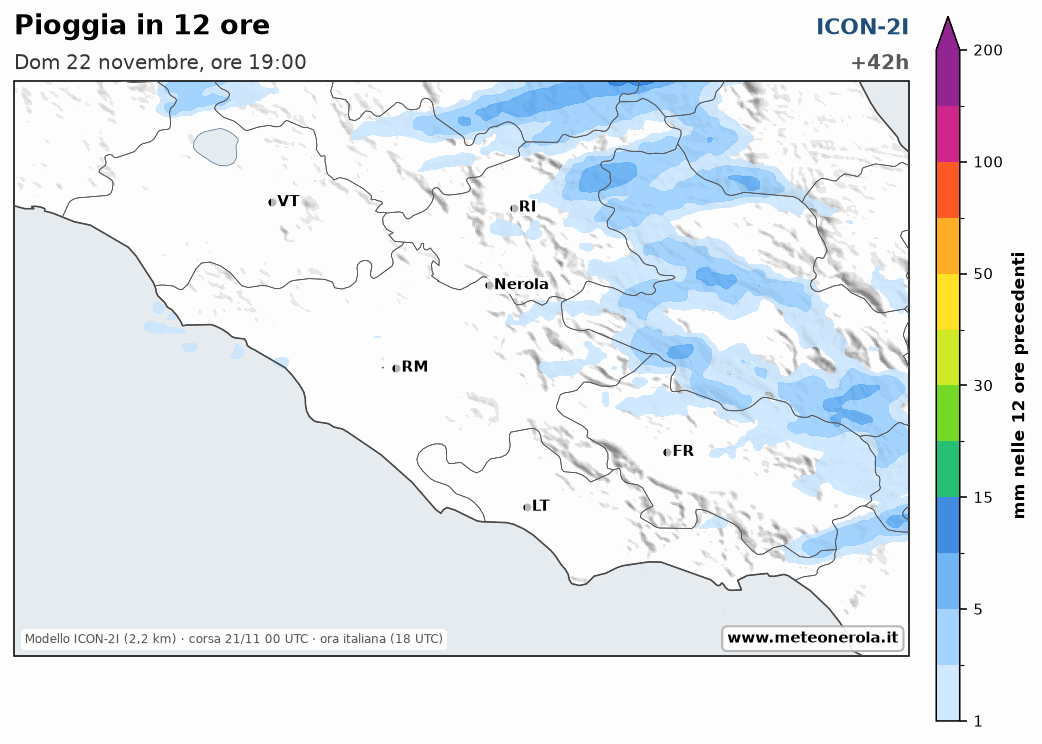 Pioggia in 12 ore
ICON-2I
Dom 22 novembre, ore 19:00
+42h
VT
RI
Nerola
RM
FR
LT
200
100
50
30
15
5
1
mm nelle 12 ore precedenti
Modello ICON-2I (2,2 km) · corsa 21/11 00 UTC · ora italiana (18 UTC)
www.meteonerola.it